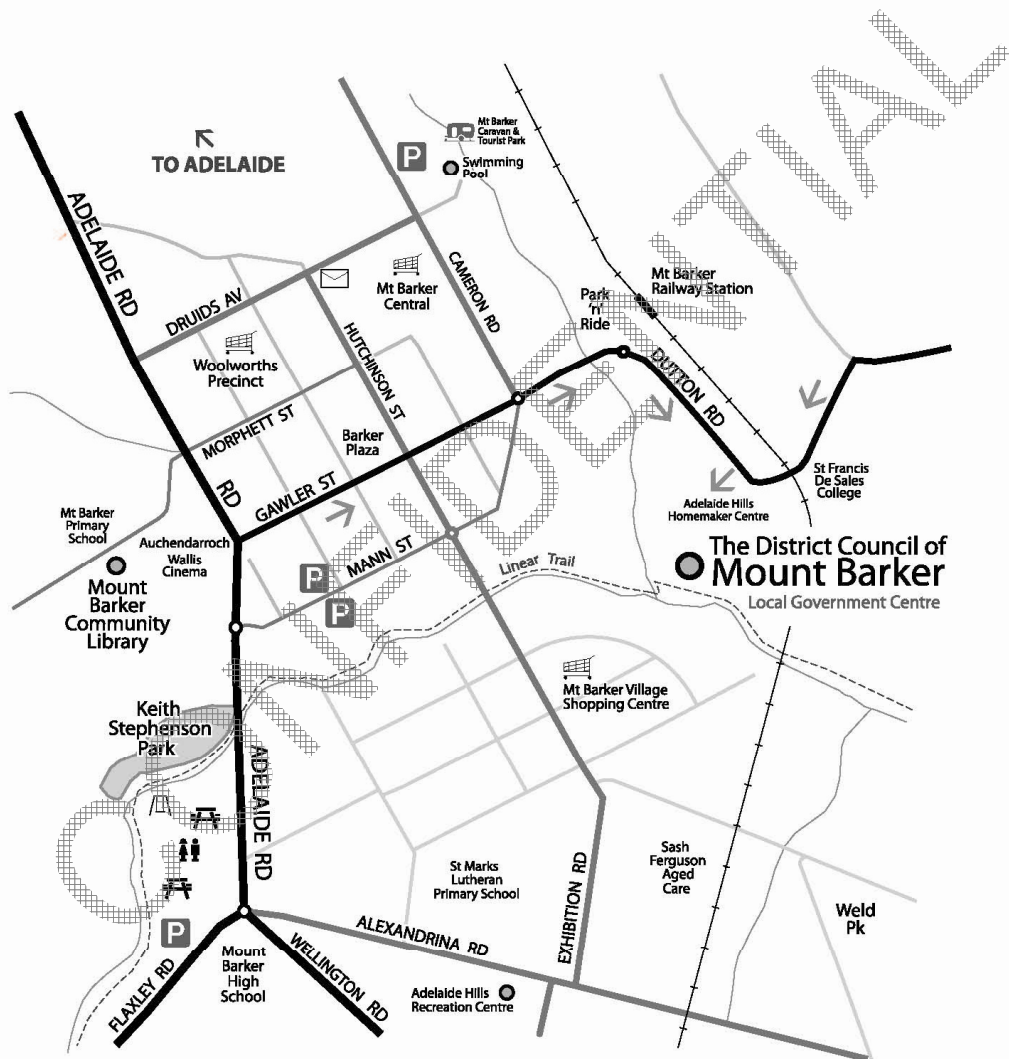 CONFIDENTIAL
TO ADELAIDE
Mt Barker
Caravan &
Tourist Park
P
Swimming
Pool
ADELAIDE RD
DRUIDS AV
Mt Barker
Central
CAMERON RD
Park
'n'
Ride
Mt Barker
Railway Station
Woolworths
Precinct
HUTCHINSON ST
DUTTON RD
MORPHETT ST
Barker
Plaza
RD
GAWLER ST
St Francis
De Sales
College
Adelaide Hills
Homemaker Centre
Mt Barker
Primary
School
Auchendarroch
Wallis
Cinema
MANN ST
P
P
Linear Trail
The District Council of
Mount Barker
Local Government Centre
Mount
Barker
Community
Library
Mt Barker Village
Shopping Centre
Keith
Stephenson
Park
ADELAIDE RD
St Marks
Lutheran
Primary School
EXHIBITION RD
Sash
Ferguson
Aged
Care
Weld
Pk
P
ALEXANDRINA RD
FLAXLEY RD
Mount
Barker
High
School
WELLINGTON RD
Adelaide Hills
Recreation Centre